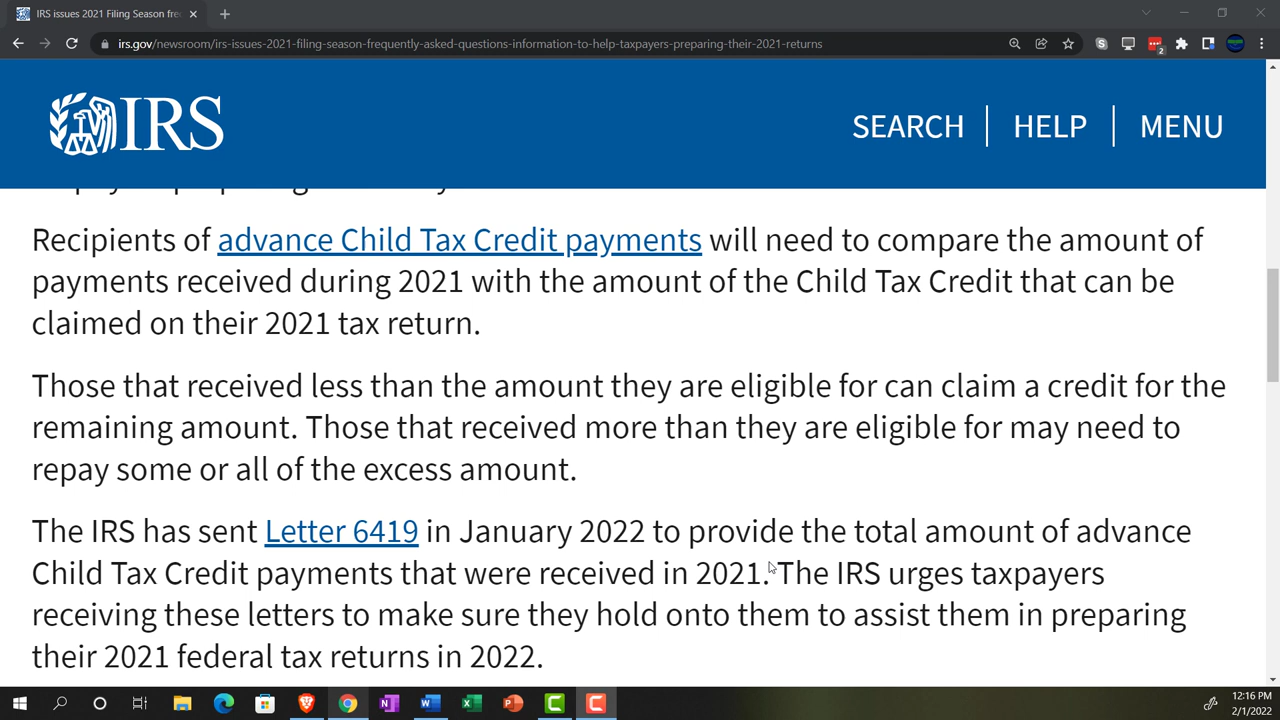 IRS issues 2021 Filing Season fre
irs.gov/newsroom/irs-issues-2021-filing-season-frequently-asked-questions-information-to-help-taxpayers-preparing-their-2021-returns
2
IRS
SEARCH
HELP
MENU
Recipients of advance Child Tax Credit payments will need to compare the amount of
payments received during 2021 with the amount of the Child Tax Credit that can be
claimed on their 2021 tax return.
Those that received less than the amount they are eligible for can claim a credit for the
remaining amount. Those that received more than they are eligible for may need to
repay some or all of the excess amount.
The IRS has sent Letter 6419 in January 2022 to provide the total amount of advance
Child Tax Credit payments that were received in 2021. The IRS urges taxpayers
receiving these letters to make sure they hold onto them to assist them in preparing
their 2021 federal tax returns in 2022.
12:16 PM
2/1/2022